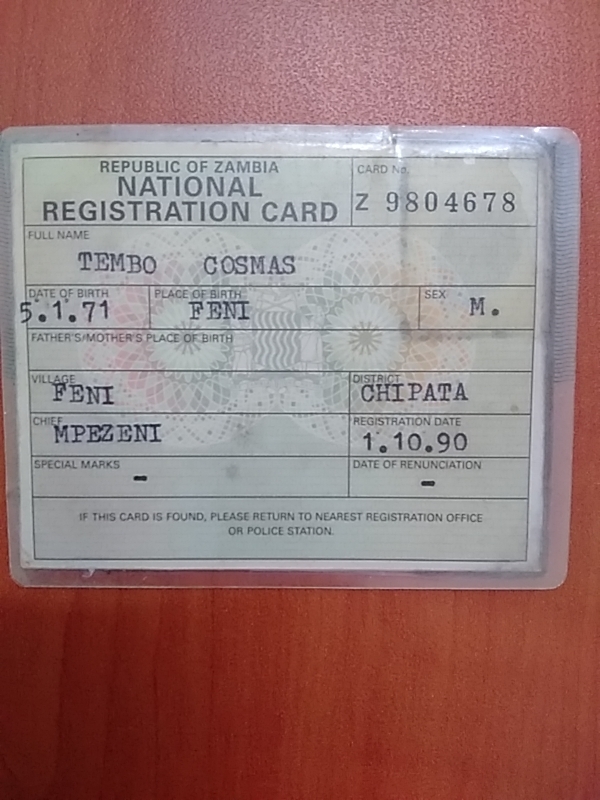 REPUBLIC OF ZAMBIA
NATIONAL
REGISTRATION CARD
CARD No.
Z 9804678
FULL NAME
TEMBO COSMAS
DATE OF BIRTH PLACE OF BIRTH SEX
5.1.71 FENI M.
FATHER'S/MOTHER'S PLACE OF BIRTH
VILLAGE DISTRICT
FENI CHIPATA
CHIEF REGISTRATION DATE
MPEZENI 1.10.90
SPECIAL MARKS DATE OF RENUNCIATION
- -
IF THIS CARD IS FOUND, PLEASE RETURN TO NEAREST REGISTRATION OFFICE
OR POLICE STATION.